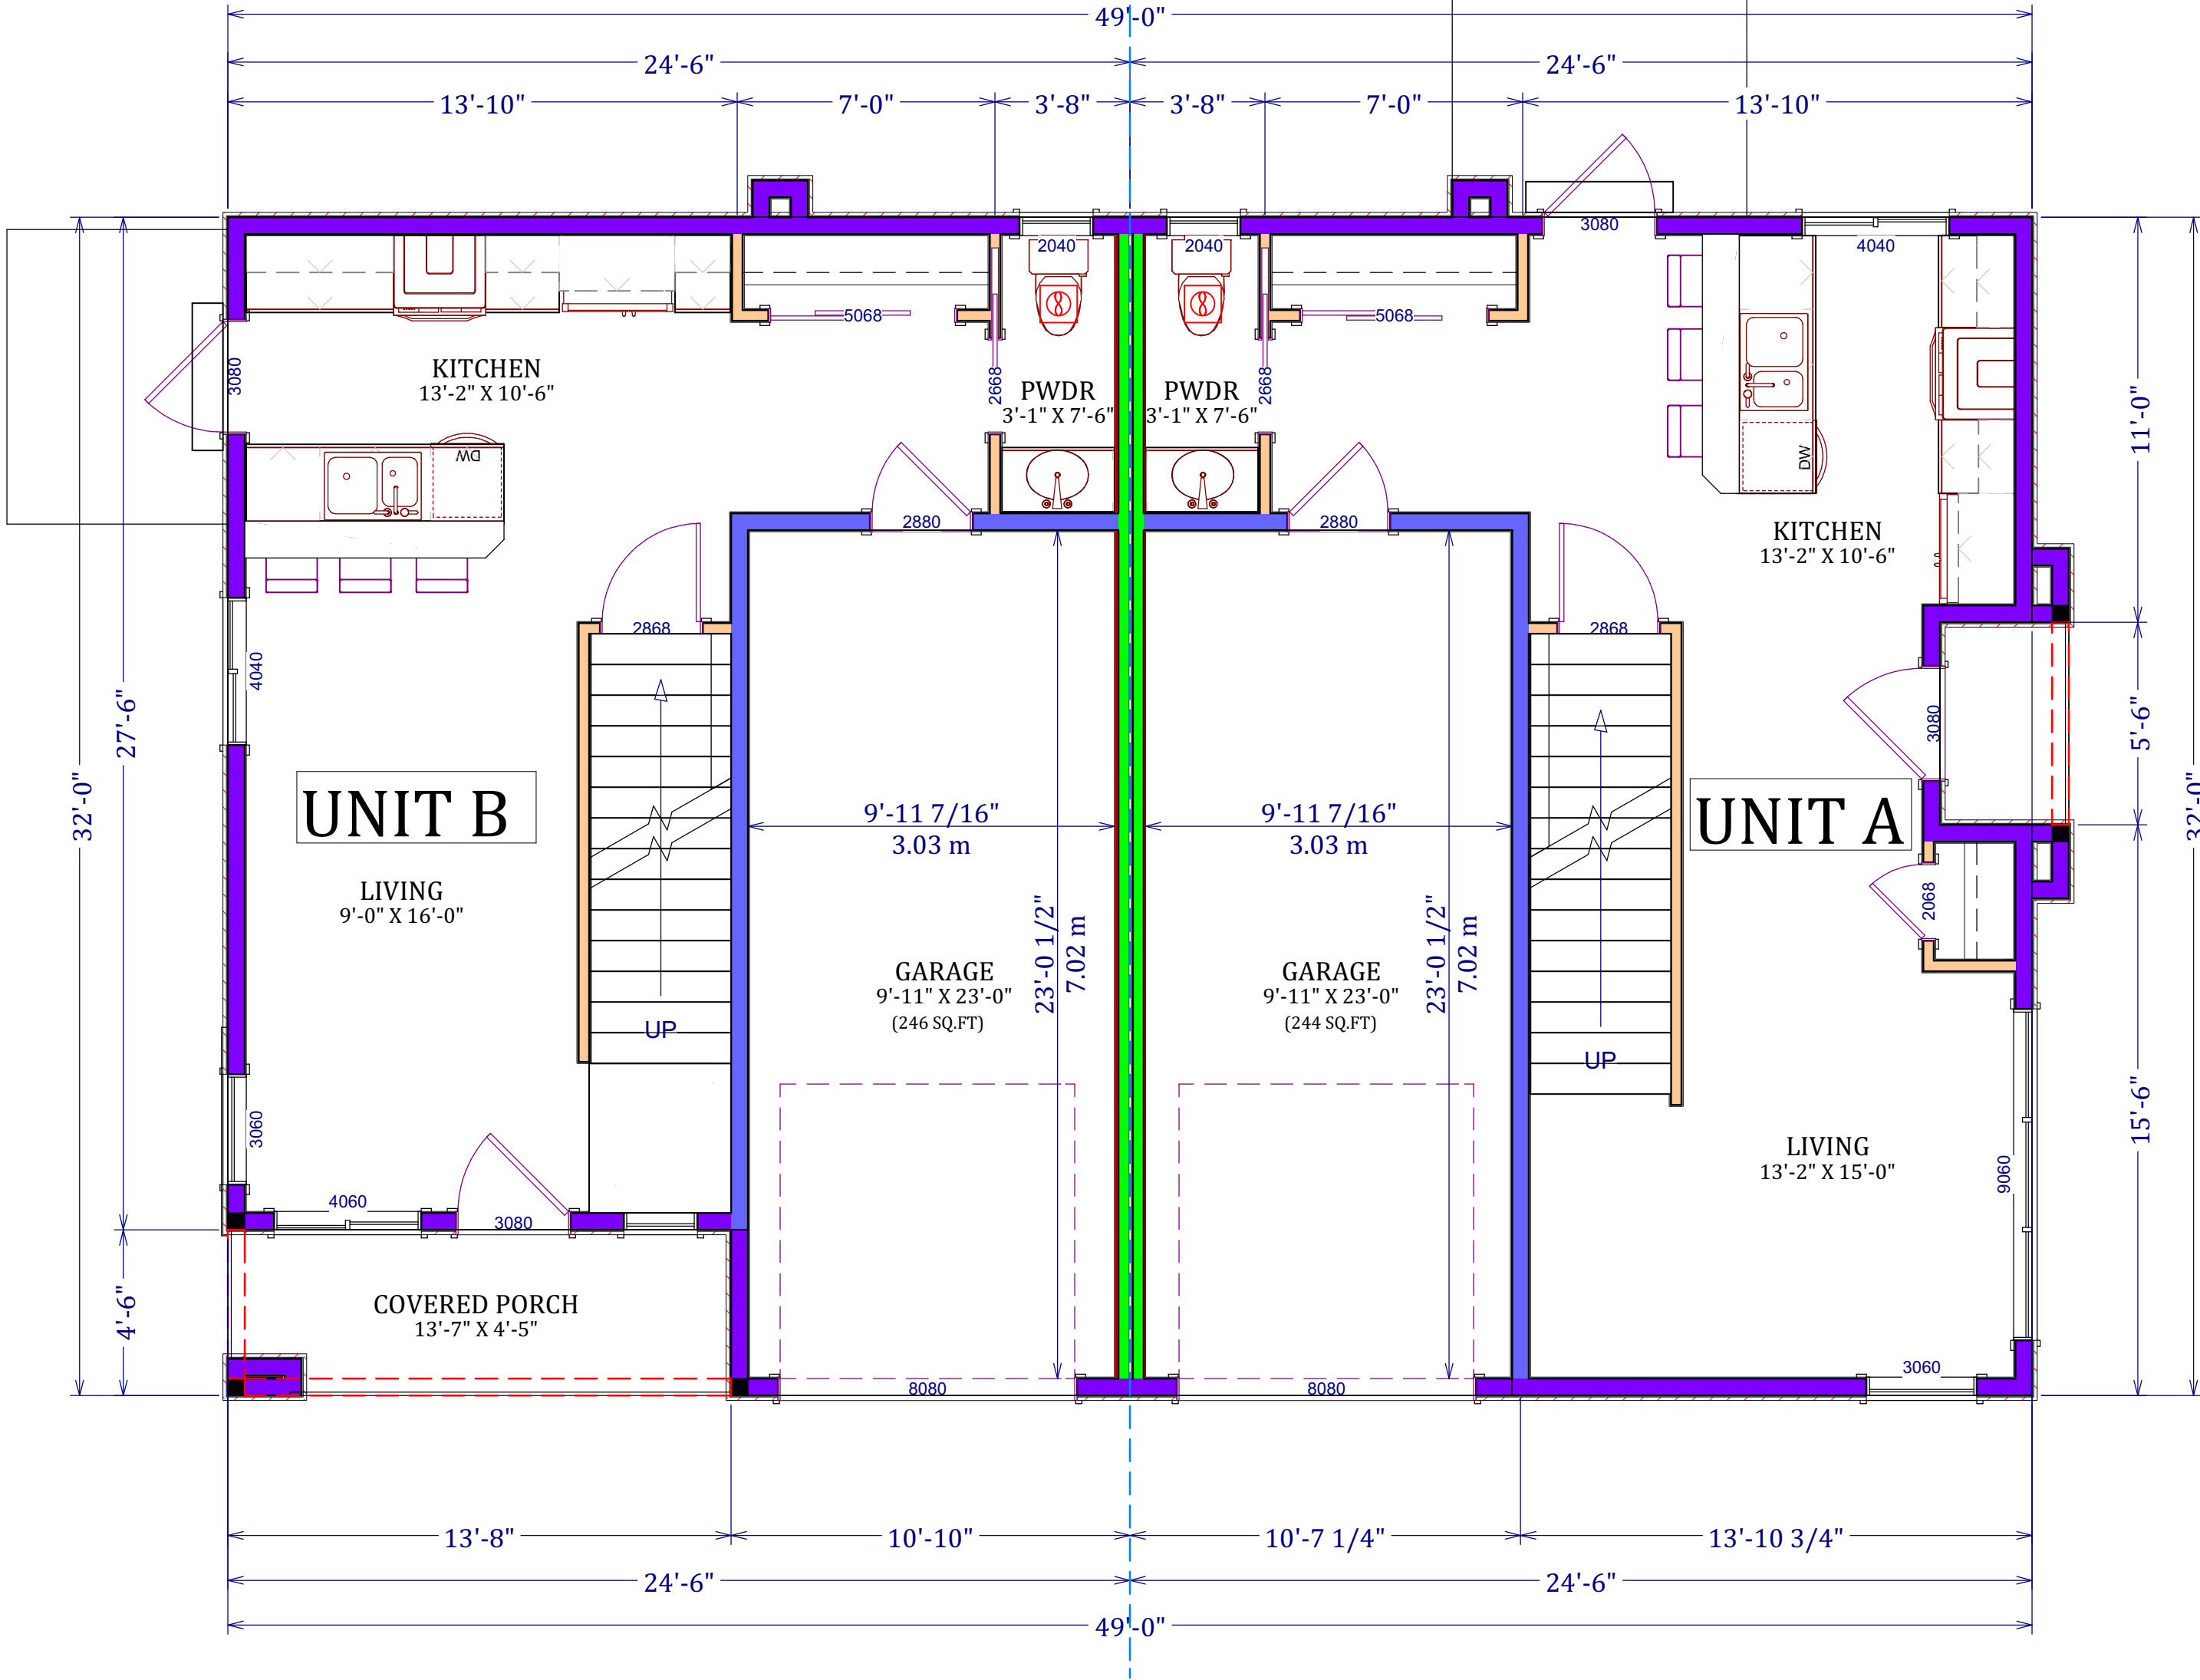 49'-0"
24'-6"
24'-6"
13'-10"
7'-0"
3'-8"
3'-8"
7'-0"
13'-10"
3080
2040
2040
4040
5068
5068
KITCHEN
13'-2" X 10'-6"
3080
2668
PWDR
3'-1" X 7'-6"
PWDR
3'-1" X 7'-6"
2668
11'-0"
DW
DW
2880
2880
KITCHEN
13'-2" X 10'-6"
2868
2868
4040
27'-6"
32'-0"
3080
5'-6"
32'-0"
UNIT B
9'-11 7/16"
3.03 m
9'-11 7/16"
3.03 m
UNIT A
LIVING
9'-0" X 16'-0"
2068
23'-0 1/2"
7.02 m
23'-0 1/2"
7.02 m
GARAGE
9'-11" X 23'-0"
(246 SQ.FT)
GARAGE
9'-11" X 23'-0"
(244 SQ.FT)
UP
UP
3060
15'-6"
LIVING
13'-2" X 15'-0"
9060
4060
3080
4'-6"
COVERED PORCH
13'-7" X 4'-5"
3060
8080
8080
13'-8"
10'-10"
10'-7 1/4"
13'-10 3/4"
24'-6"
24'-6"
49'-0"